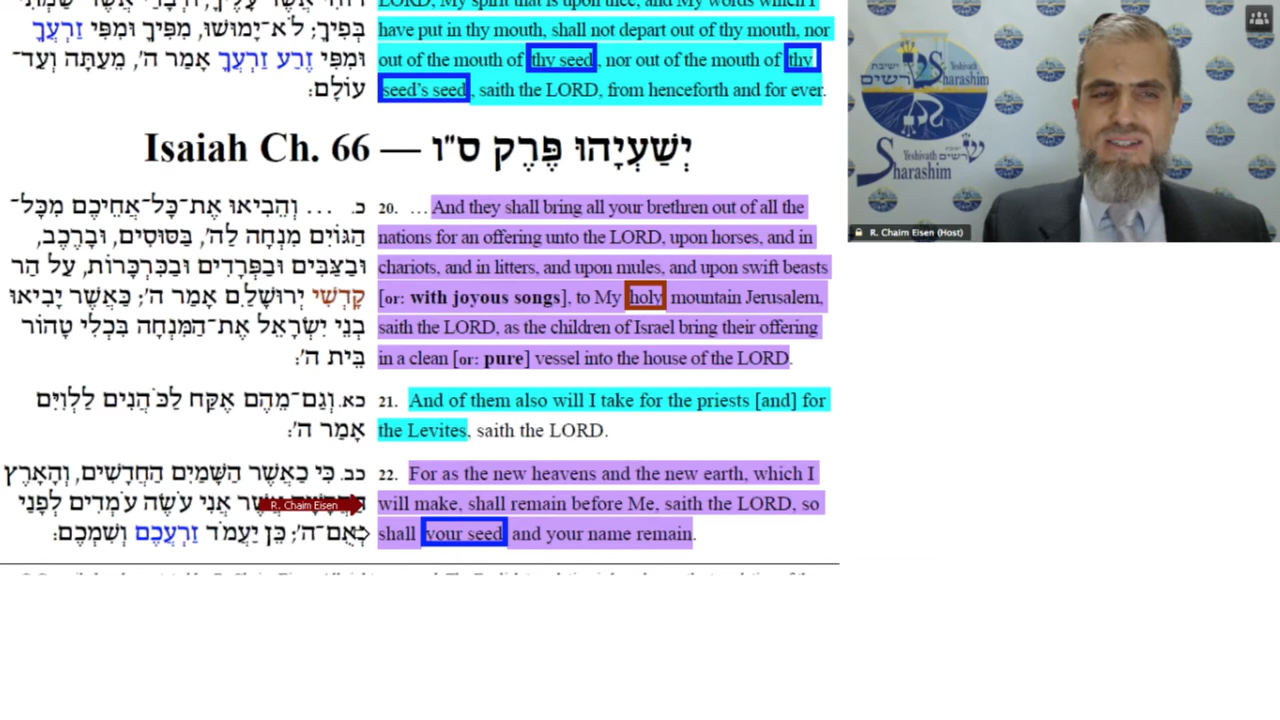 LORD, My spirit that is upon thee, and My words which I
בְּפִיךָ; לֹא־יָמוּשׁוּ, מִפִּיךָ וּמִפִּי זַרְעֲךָ
have put in thy mouth, shall not depart out of thy mouth, nor
וּמִפִּי זֶרַע זַרְעֲךָ אָמַר ה', מֵעַתָּה וְעַד־
out of the mouth of thy seed, nor out of the mouth of thy
עוֹלָם:
seed's seed, saith the LORD, from henceforth and for ever.
Isaiah Ch. 66 — יְשַׁעְיָהוּ פֶּרֶק ס"ו
כ. ... וְהֵבִיאוּ אֶת־כָּל־אֲחֵיכֶם מִכָּל־
הַגּוֹיִם מִנְחָה לַה', בַּסּוּסִים, וּבָרֶכֶב,
וּבַצַּבִּים וּבַפְּרָדִים וּבַכִּרְכָּרוֹת, עַל הַר
קָדְשִׁי יְרוּשָׁלַ‍ִם אָמַר ה'; כַּאֲשֶׁר יָבִיאוּ
בְנֵי יִשְׂרָאֵל אֶת־הַמִּנְחָה בִּכְלִי טָהוֹר
בֵּית ה':
20. ... And they shall bring all your brethren out of all the
nations for an offering unto the LORD, upon horses, and in
chariots, and in litters, and upon mules, and upon swift beasts
[or: with joyous songs], to My holy mountain Jerusalem,
saith the LORD, as the children of Israel bring their offering
in a clean [or: pure] vessel into the house of the LORD.
כא. וְגַם־מֵהֶם אֶקַּח לַכֹּהֲנִים לַלְוִיִּם
אָמַר ה':
21. And of them also will I take for the priests [and] for
the Levites, saith the LORD.
כב. כִּי כַאֲשֶׁר הַשָּׁמַיִם הַחֲדָשִׁים, וְהָאָרֶץ
אֲנִי עֹשֶׂה עֹמְדִים לְפָנַי
נְאֻם־ה'; כֵּן יַעֲמֹד זַרְעֲכֶם וְשִׁמְכֶם:
22. For as the new heavens and the new earth, which I
will make, shall remain before Me, saith the LORD, so
shall your seed and your name remain.
R. Chaim Eisen
Yeshivath
Sharashim
ישיבת
שרשים
Yeshivath
Sharashim
R. Chaim Eisen (Host)